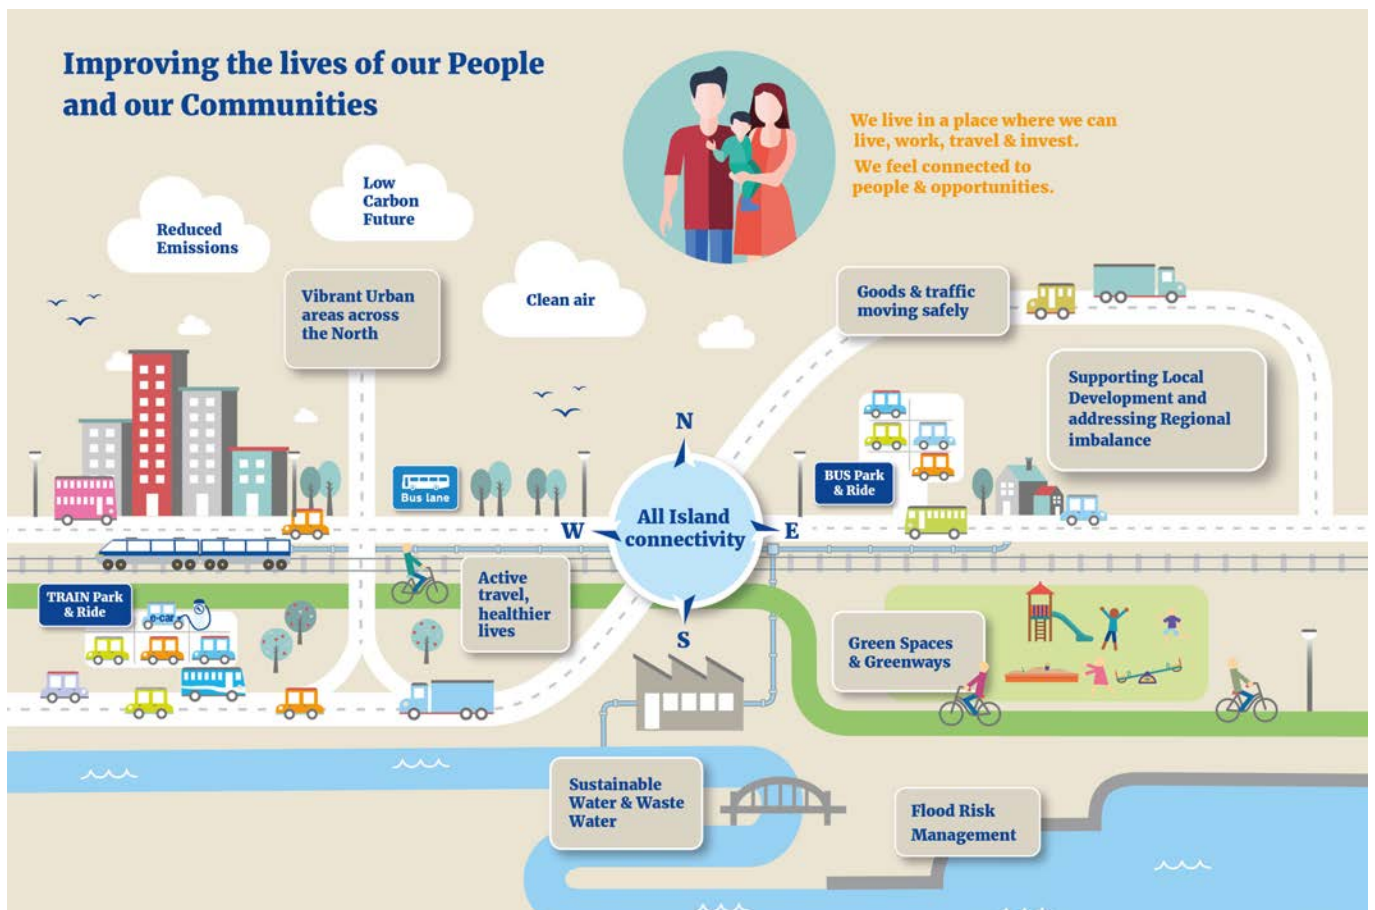 Improving the lives of our People
and our Communities
We live in a place where we can
live, work, travel & invest.
We feel connected to
people & opportunities.
Low
Carbon
Future
Reduced
Emissions
Clean air
Vibrant Urban
areas across
the North
Goods & traffic
moving safely
Supporting Local
Development and
addressing Regional
imbalance
N
BUS Park
& Ride
Bus lane
W
All Island
connectivity
E
S
TRAIN Park
& Ride
e-car
Active
travel,
healthier
lives
Green Spaces
& Greenways
Sustainable
Water & Waste
Water
Flood Risk
Management